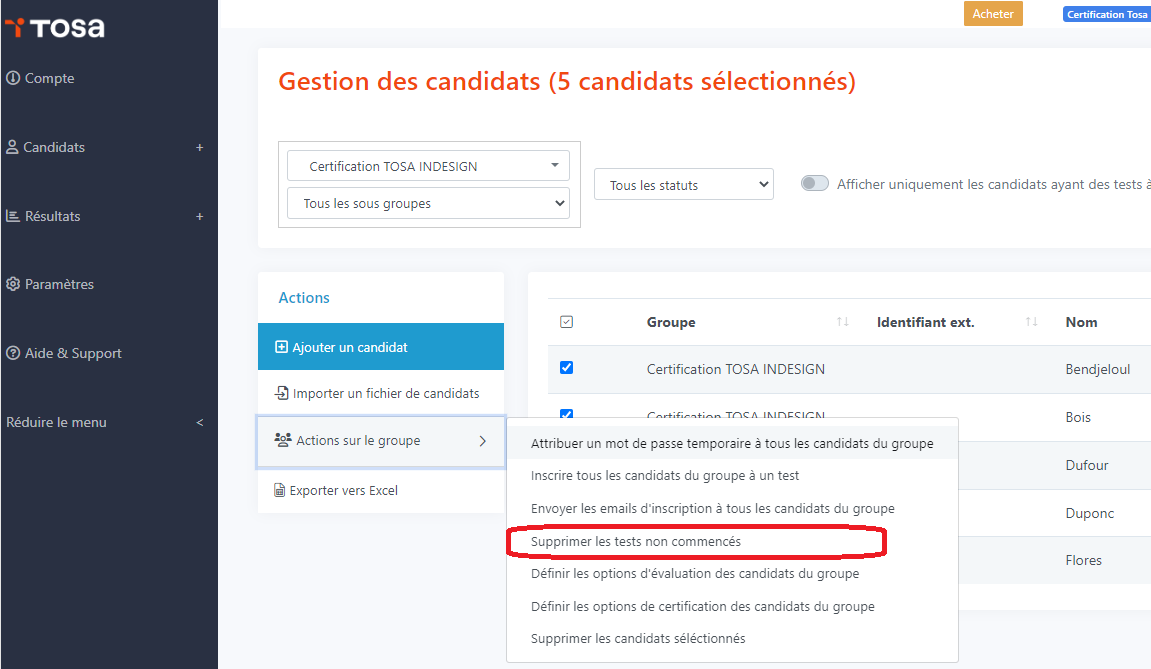 TOSA
Acheter
Certification Tosa
Compte
Candidats +
Résultats +
Paramètres
Aide & Support
Réduire le menu <
Gestion des candidats (5 candidats sélectionnés)
Certification TOSA INDESIGN
Tous les sous groupes
Tous les statuts
Afficher uniquement les candidats ayant des tests à
Actions
Ajouter un candidat
Importer un fichier de candidats
Actions sur le groupe
Exporter vers Excel
Groupe Identifiant ext. Nom
Certification TOSA INDESIGN Bendjeloul
Certification TOSA INDESIGN Bois
Dufour
Duponc
Flores
Attribuer un mot de passe temporaire à tous les candidats du groupe
Inscrire tous les candidats du groupe à un test
Envoyer les emails d'inscription à tous les candidats du groupe
Supprimer les tests non commencés
Définir les options d'évaluation des candidats du groupe
Définir les options de certification des candidats du groupe
Supprimer les candidats séléctionnés